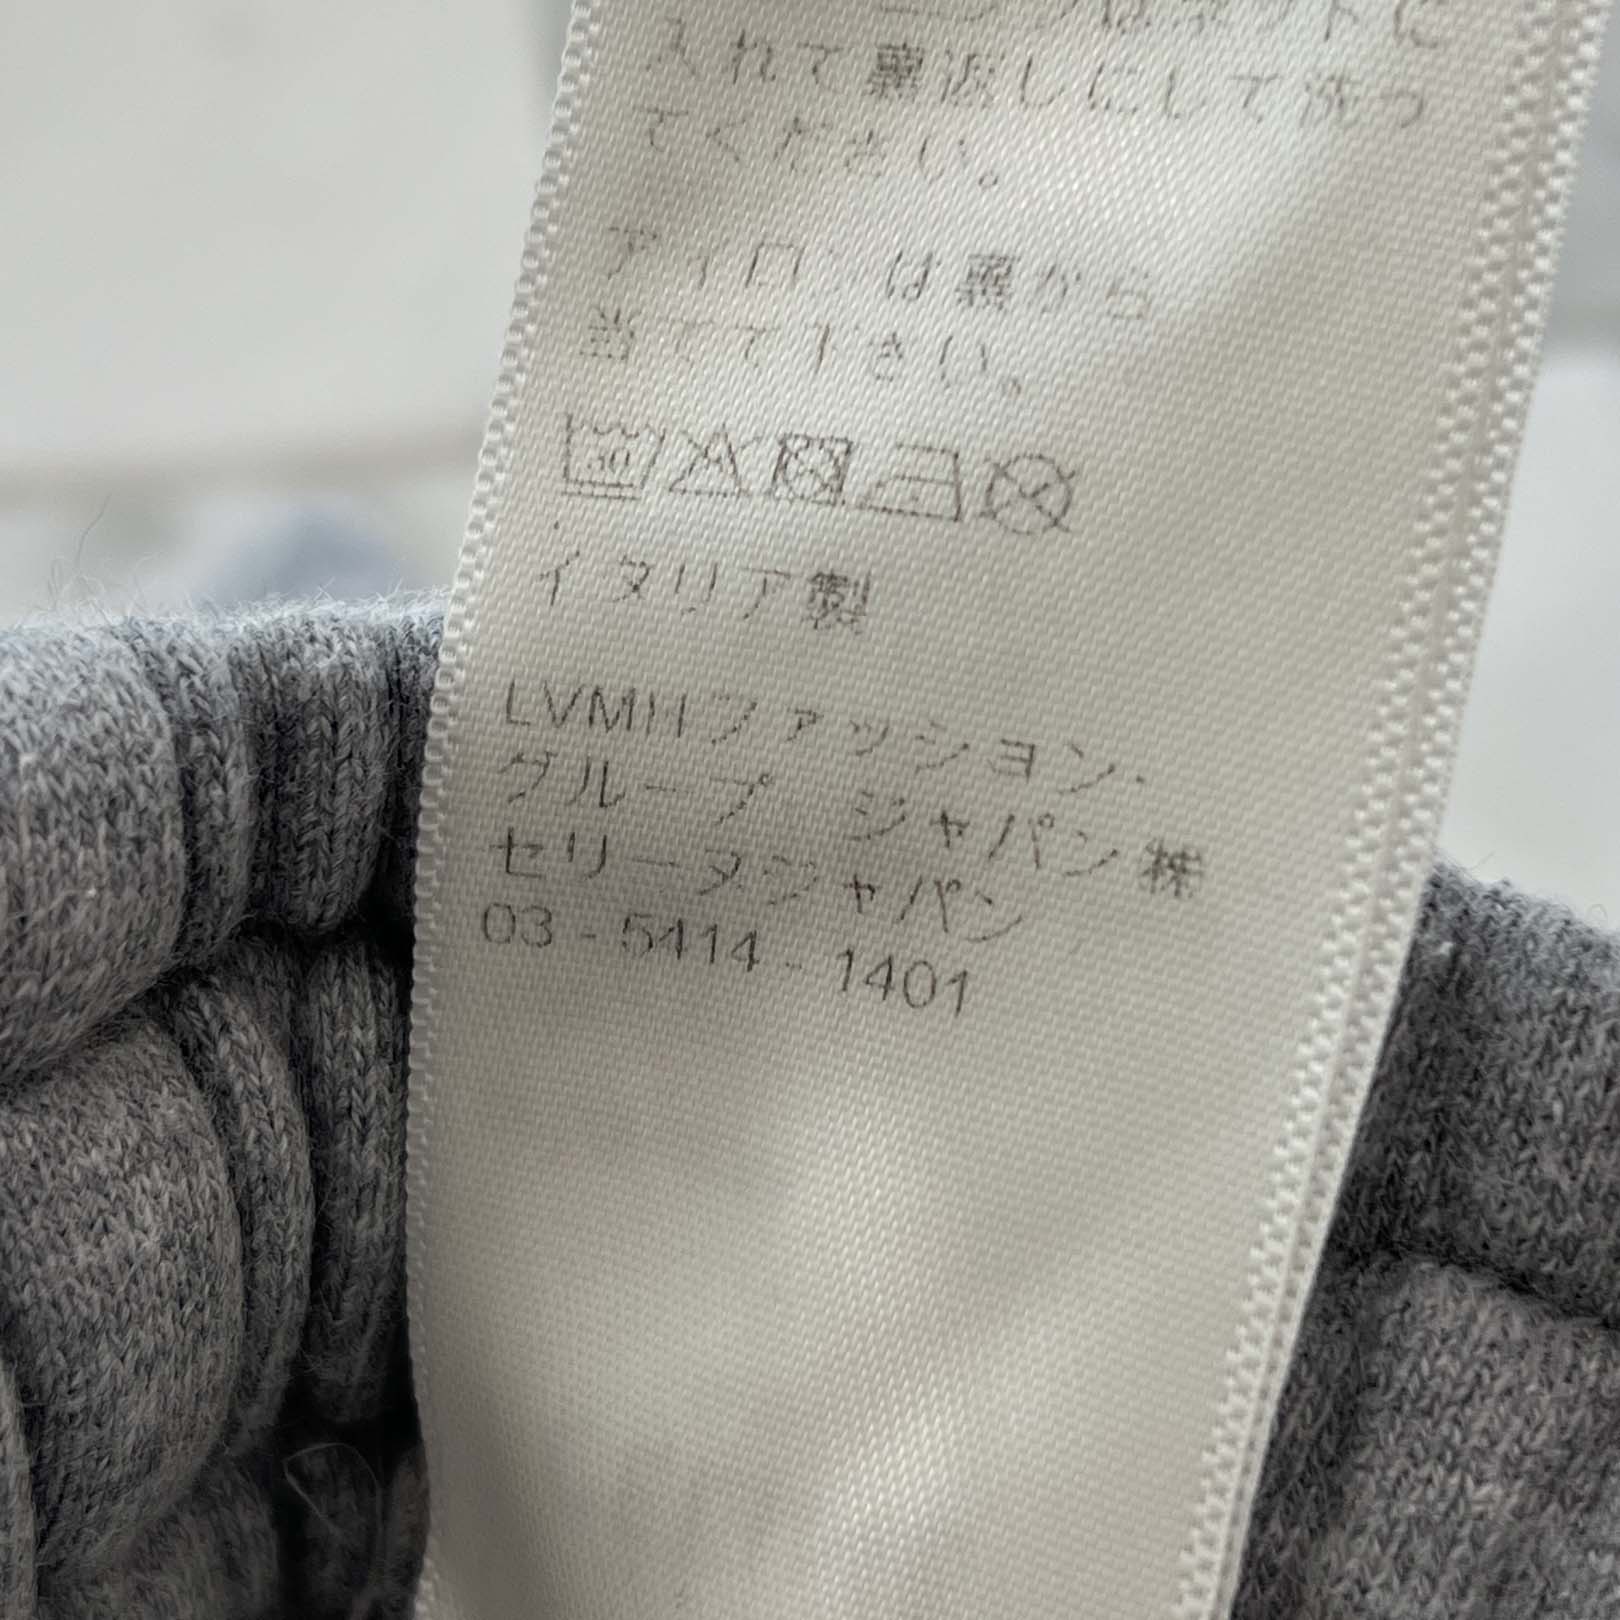 入れて裏返しにして洗っ
てください。
アイロンは裏から
当てて下さい。
30
イタリア製
LVMHファッション・
グループ ジャパン株
セリーヌジャパン
03-5414-1401